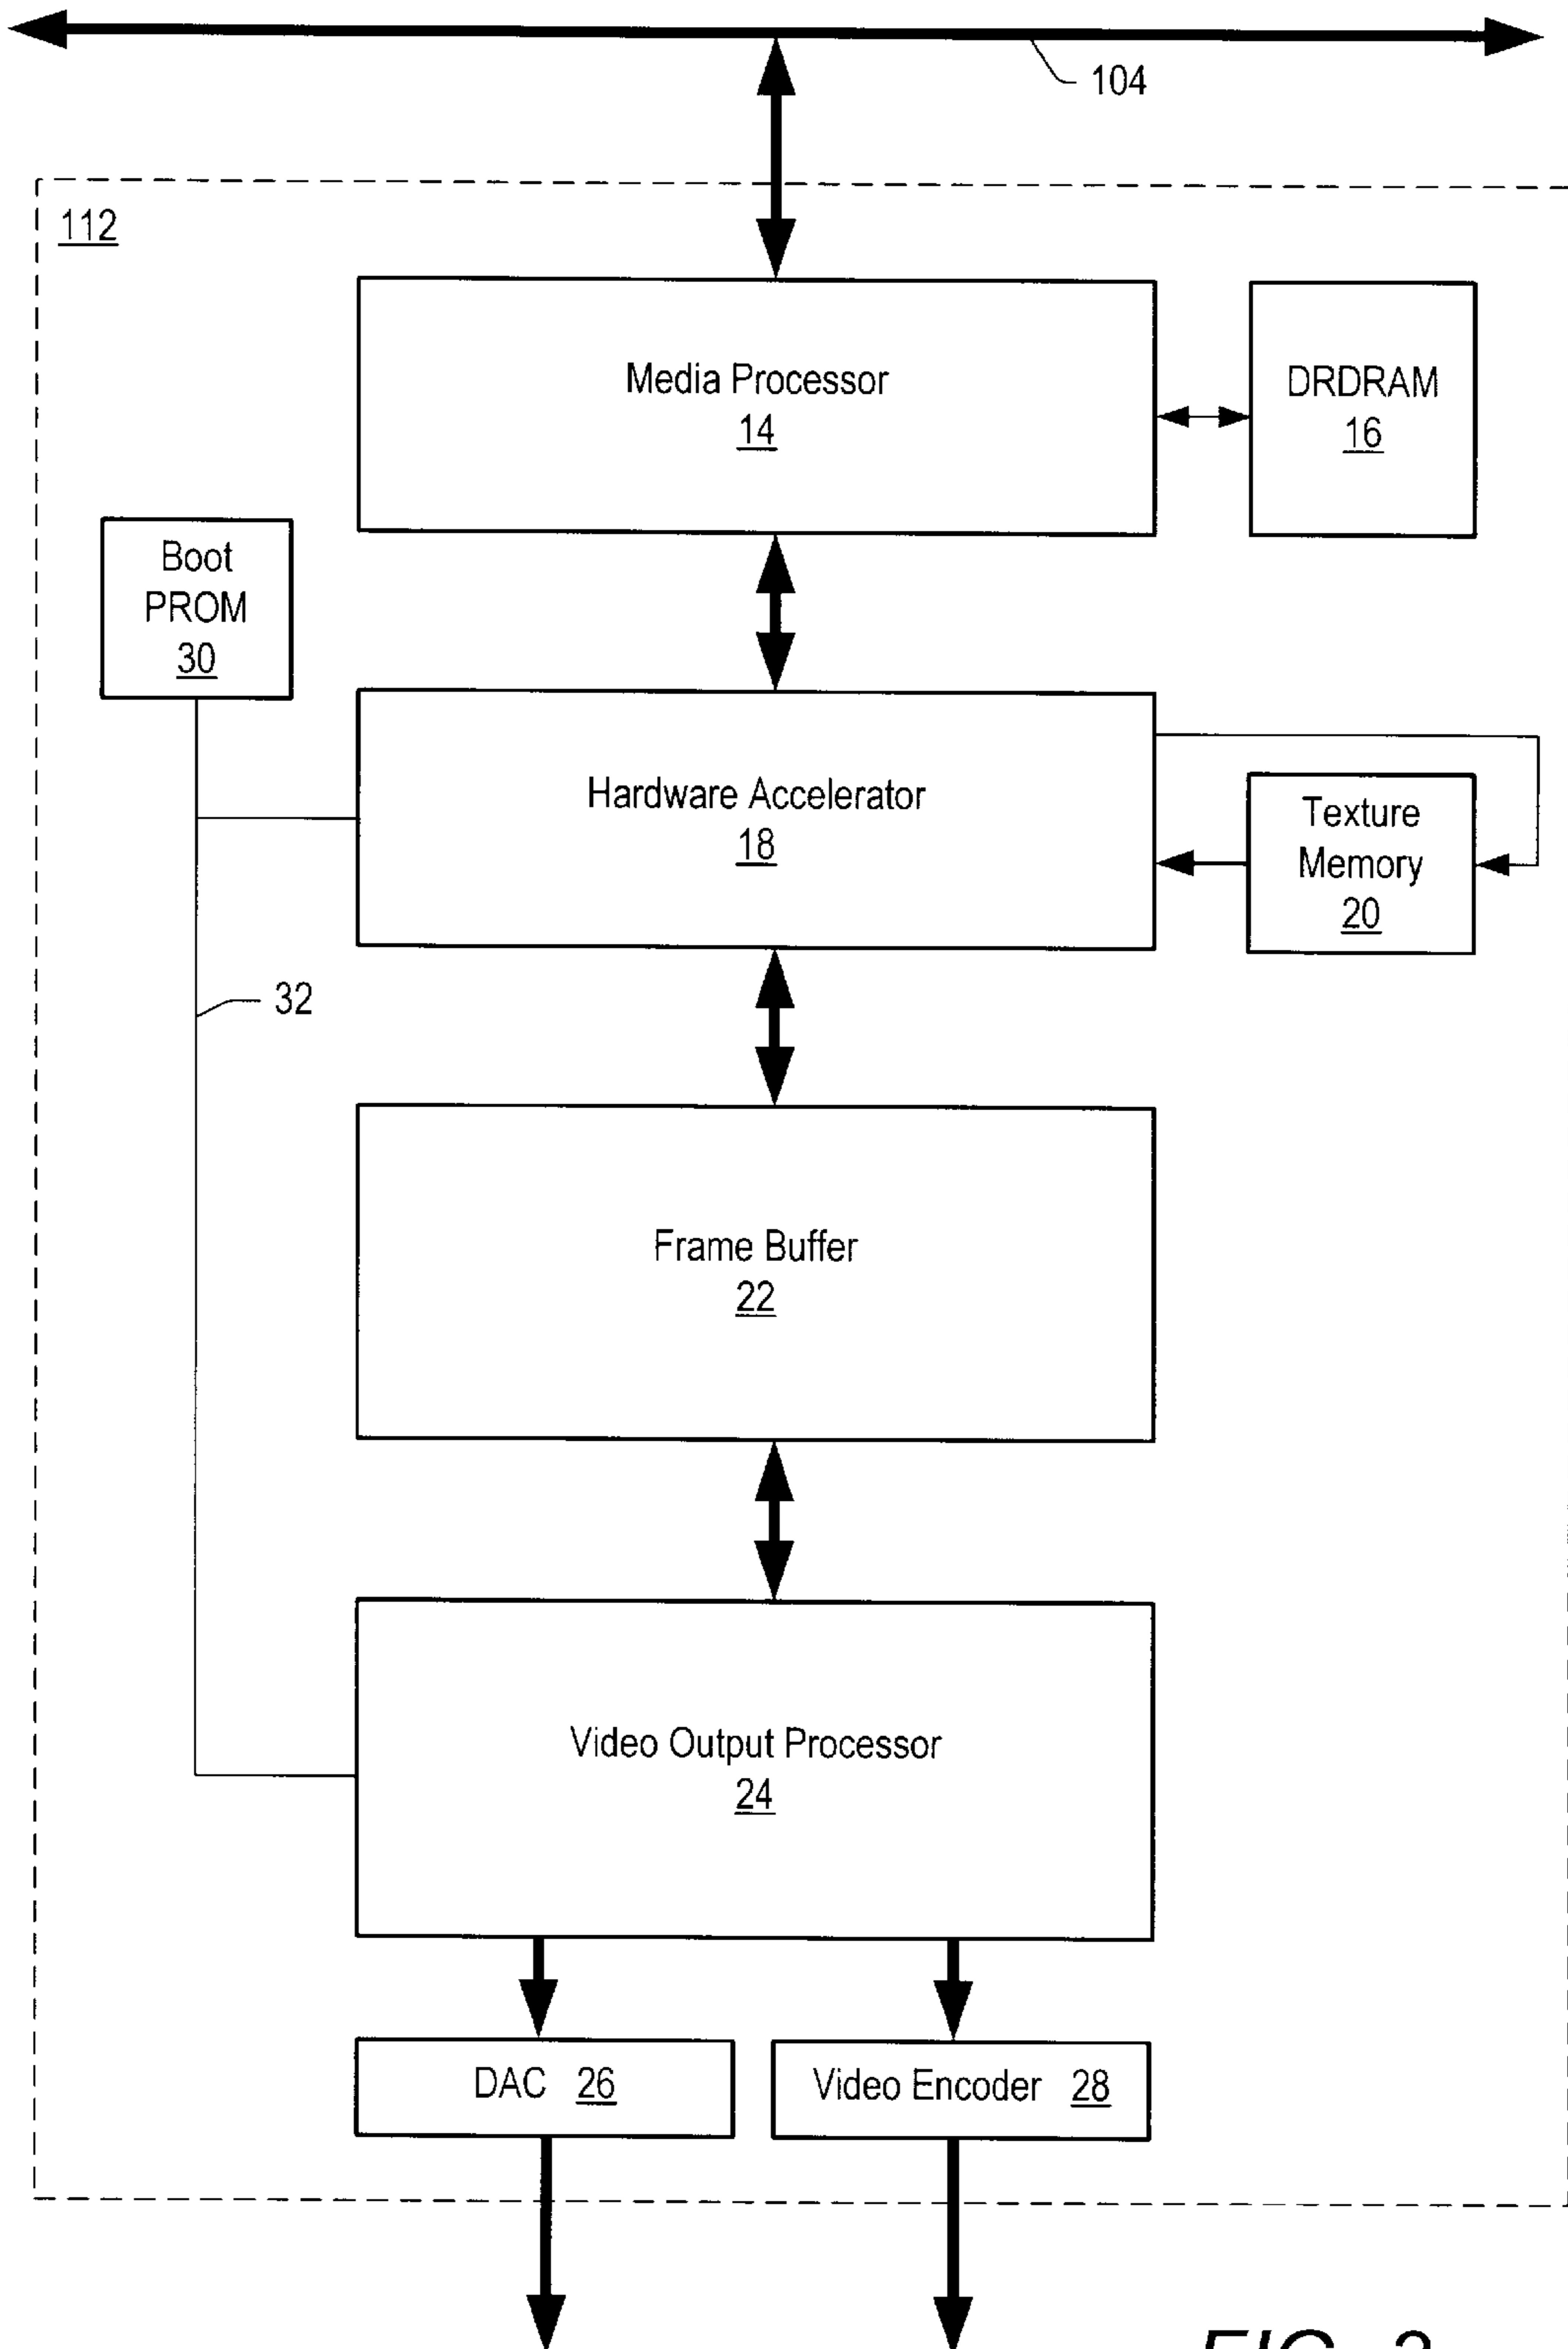 104
112
Media Processor
14
DRDRAM
16
Boot
PROM
30
Hardware Accelerator
18
Texture
Memory
20
32
Frame Buffer
22
Video Output Processor
24
DAC 26
Video Encoder 28